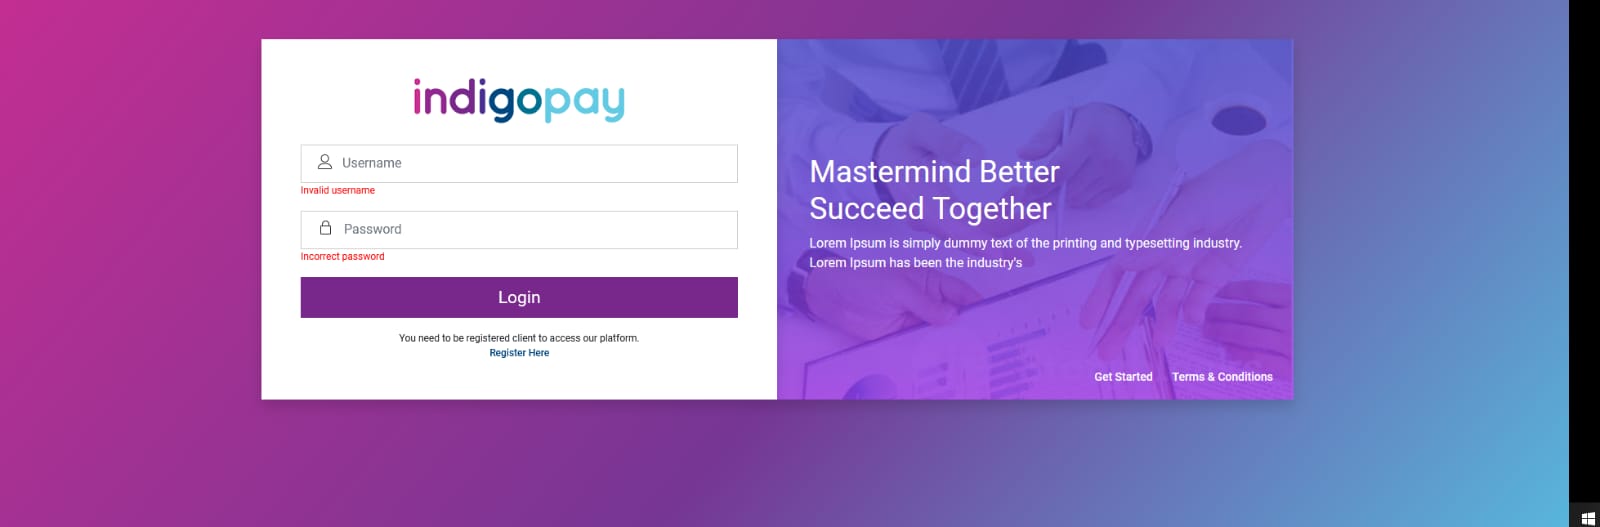 indigopay
Username
Invalid username
Password
Incorrect password
Login
You need to be registered client to access our platform.
Register Here
Mastermind Better
Succeed Together
Lorem Ipsum is simply dummy text of the printing and typesetting industry.
Lorem Ipsum has been the industry's
Get Started
Terms & Conditions